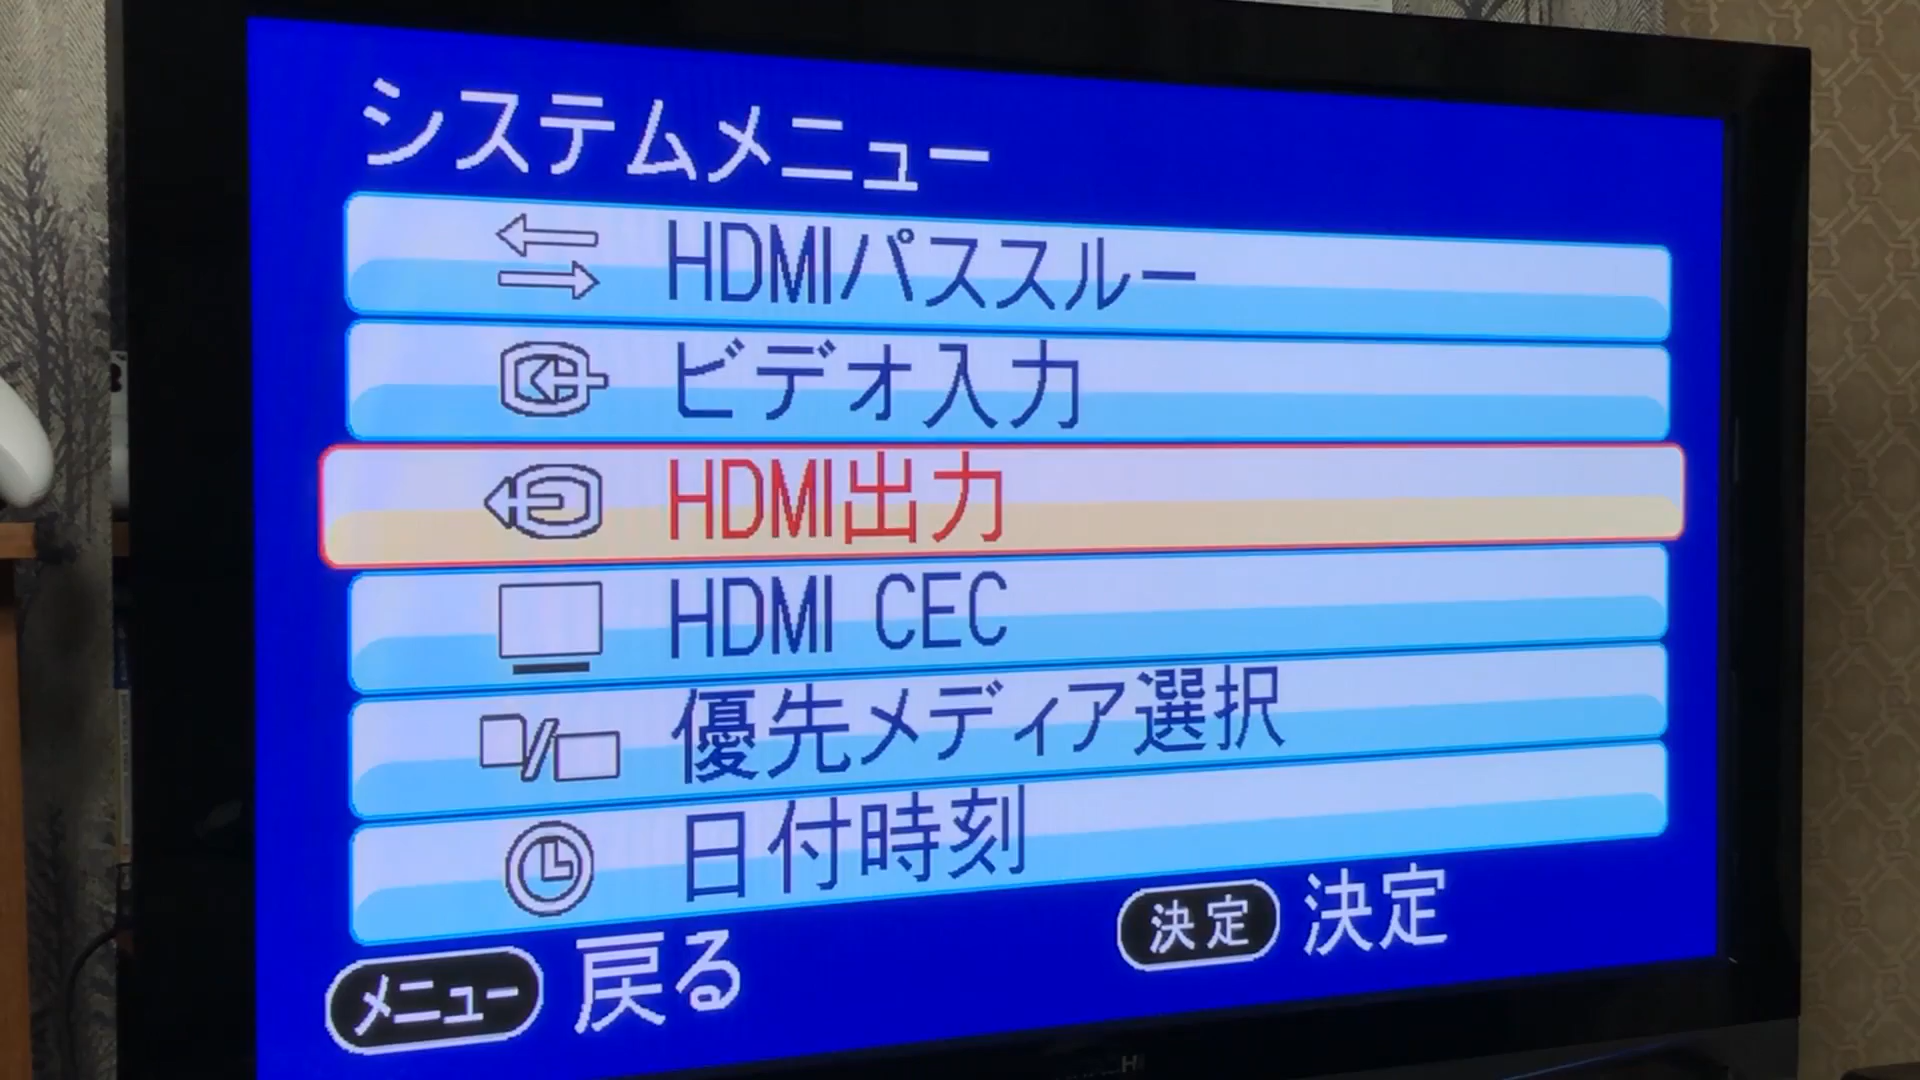 システムメニュー
HDMIパススルー
ビデオ入力
HDMI出力
HDMI CEC
優先メディア選択
日付時刻
メニュー 戻る 決定 決定